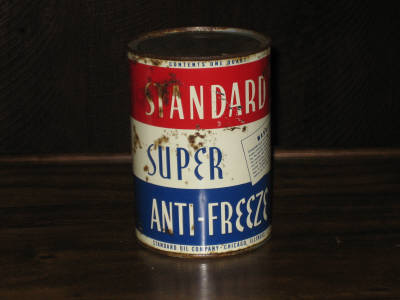 CONTENTS ONE QUART
STANDARD
SUPER
ANTI-FREEZE
STANDARD OIL COMPANY - CHICAGO, ILLINOIS